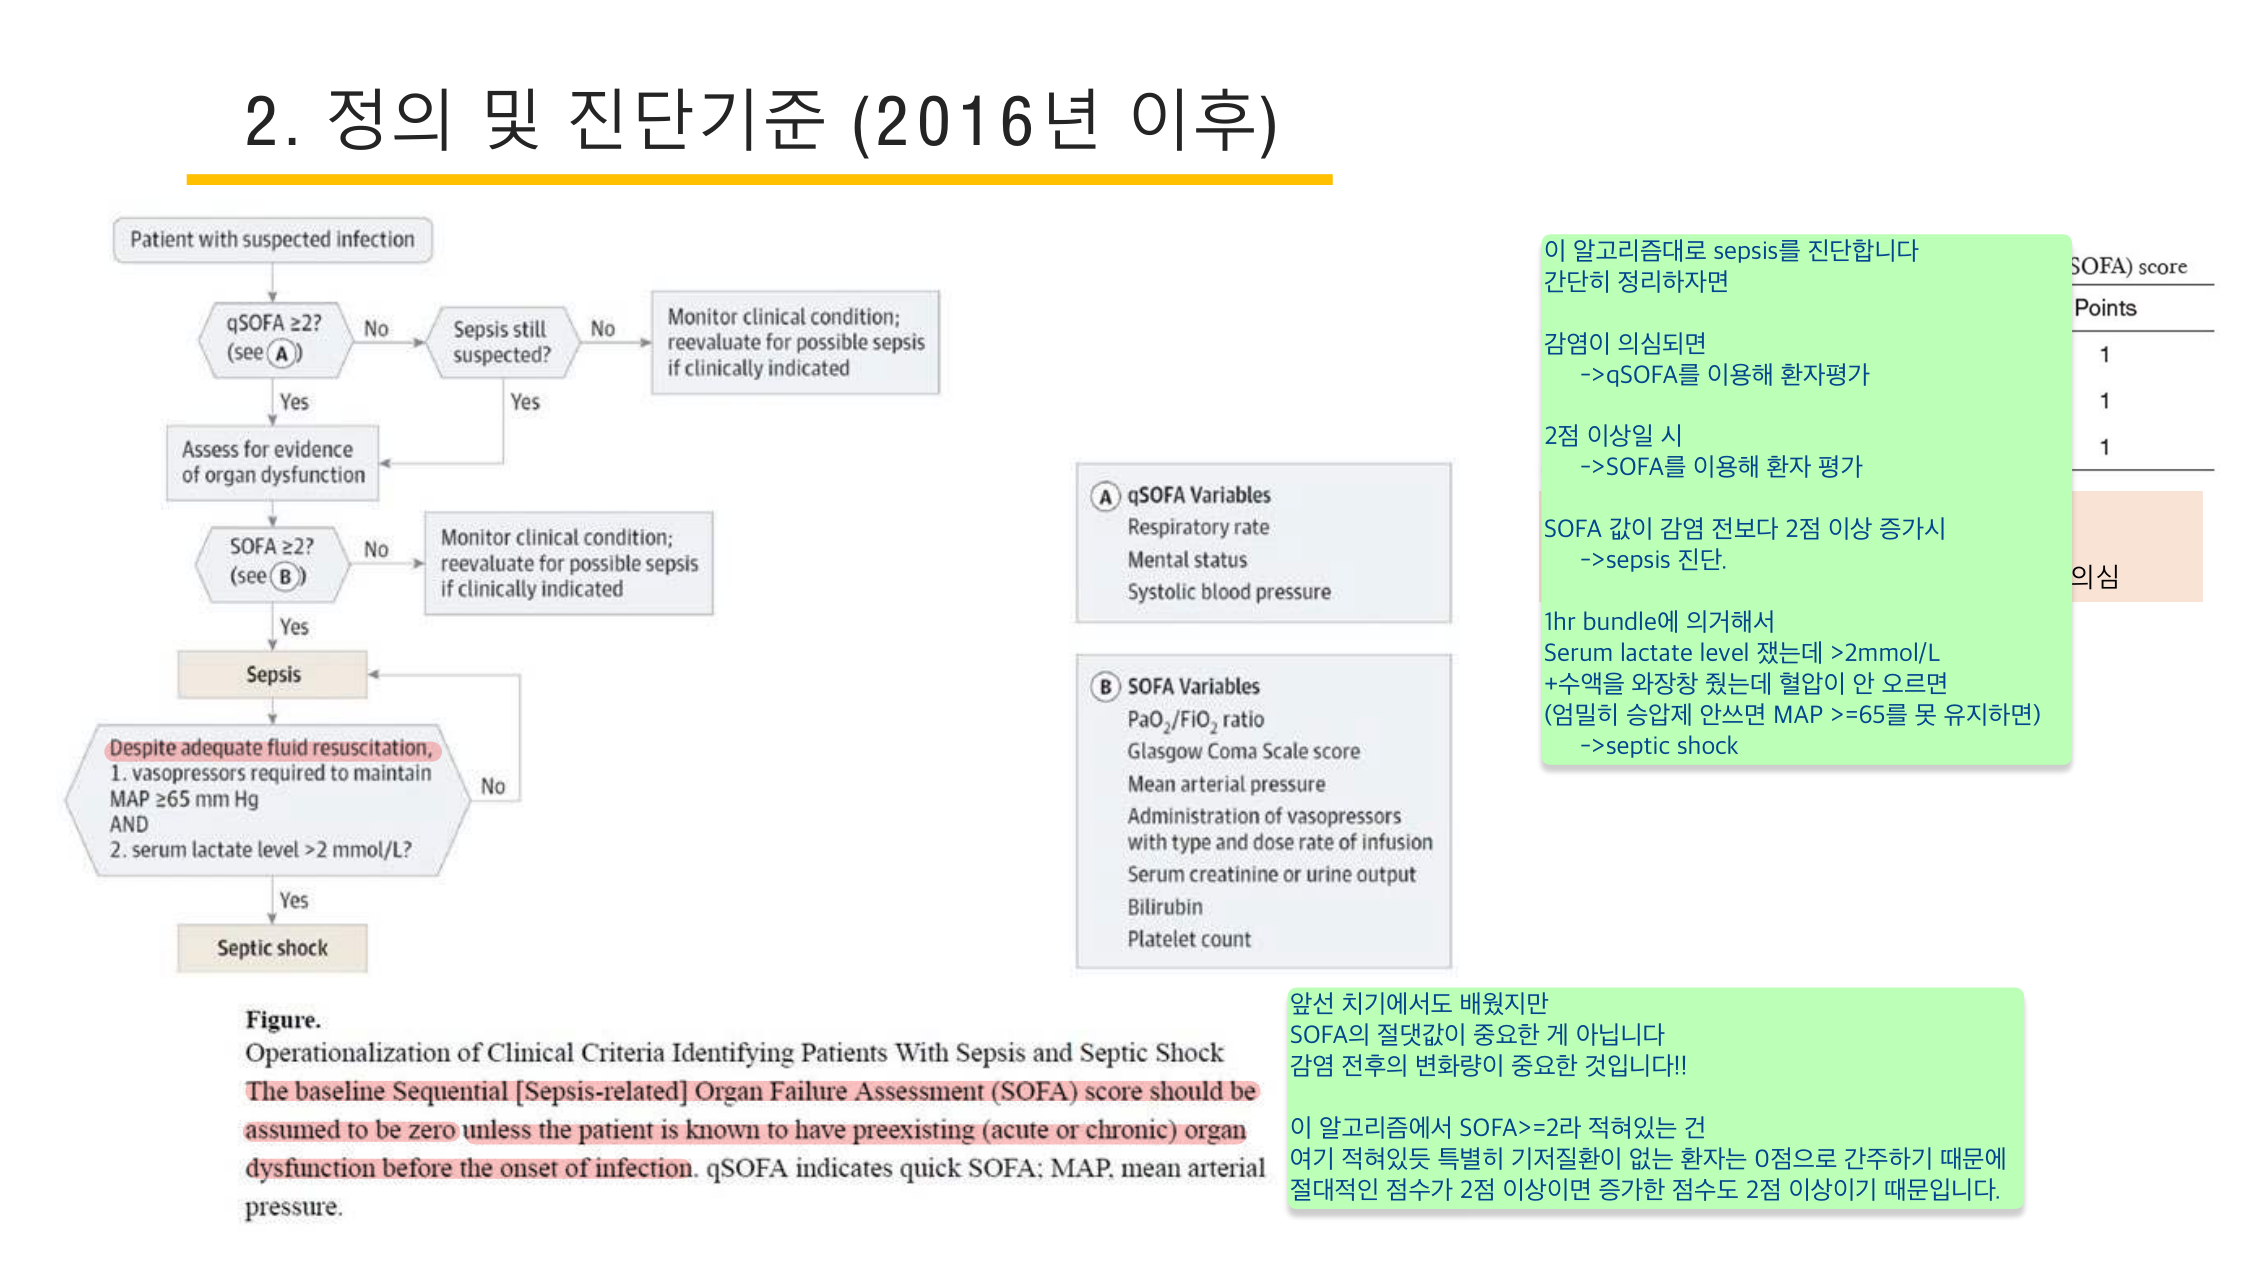 2. 정의 및 진단기준 (2016년 이후)
Patient with suspected infection
qSOFA ≥2?
(see A)
No
Sepsis still
suspected?
No
Monitor clinical condition;
reevaluate for possible sepsis
if clinically indicated
Yes
Yes
Assess for evidence
of organ dysfunction
SOFA ≥2?
(see B)
No
Monitor clinical condition;
reevaluate for possible sepsis
if clinically indicated
Yes
Sepsis
Despite adequate fluid resuscitation,
1. vasopressors required to maintain
MAP ≥65 mm Hg
AND
2. serum lactate level >2 mmol/L?
No
Yes
Septic shock
A qSOFA Variables
Respiratory rate
Mental status
Systolic blood pressure
B SOFA Variables
PaO2/FiO2 ratio
Glasgow Coma Scale score
Mean arterial pressure
Administration of vasopressors
with type and dose rate of infusion
Serum creatinine or urine output
Bilirubin
Platelet count
이 알고리즘대로 sepsis를 진단합니다
간단히 정리하자면
감염이 의심되면
->qSOFA를 이용해 환자평가
2점 이상일 시
->SOFA를 이용해 환자 평가
SOFA 값이 감염 전보다 2점 이상 증가시
->sepsis 진단.
1hr bundle에 의거해서
Serum lactate level 쟀는데 >2mmol/L
+수액을 와장창 줬는데 혈압이 안 오르면
(엄밀히 승압제 안쓰면 MAP >=65를 못 유지하면)
->septic shock
SOFA) score
Points
1
1
1
의심
Figure.
Operationalization of Clinical Criteria Identifying Patients With Sepsis and Septic Shock
The baseline Sequential [Sepsis-related] Organ Failure Assessment (SOFA) score should be
assumed to be zero unless the patient is known to have preexisting (acute or chronic) organ
dysfunction before the onset of infection. qSOFA indicates quick SOFA; MAP, mean arterial
pressure.
앞선 치기에서도 배웠지만
SOFA의 절댓값이 중요한 게 아닙니다
감염 전후의 변화량이 중요한 것입니다!!
이 알고리즘에서 SOFA>=2라 적혀있는 건
여기 적혀있듯 특별히 기저질환이 없는 환자는 0점으로 간주하기 때문에
절대적인 점수가 2점 이상이면 증가한 점수도 2점 이상이기 때문입니다.